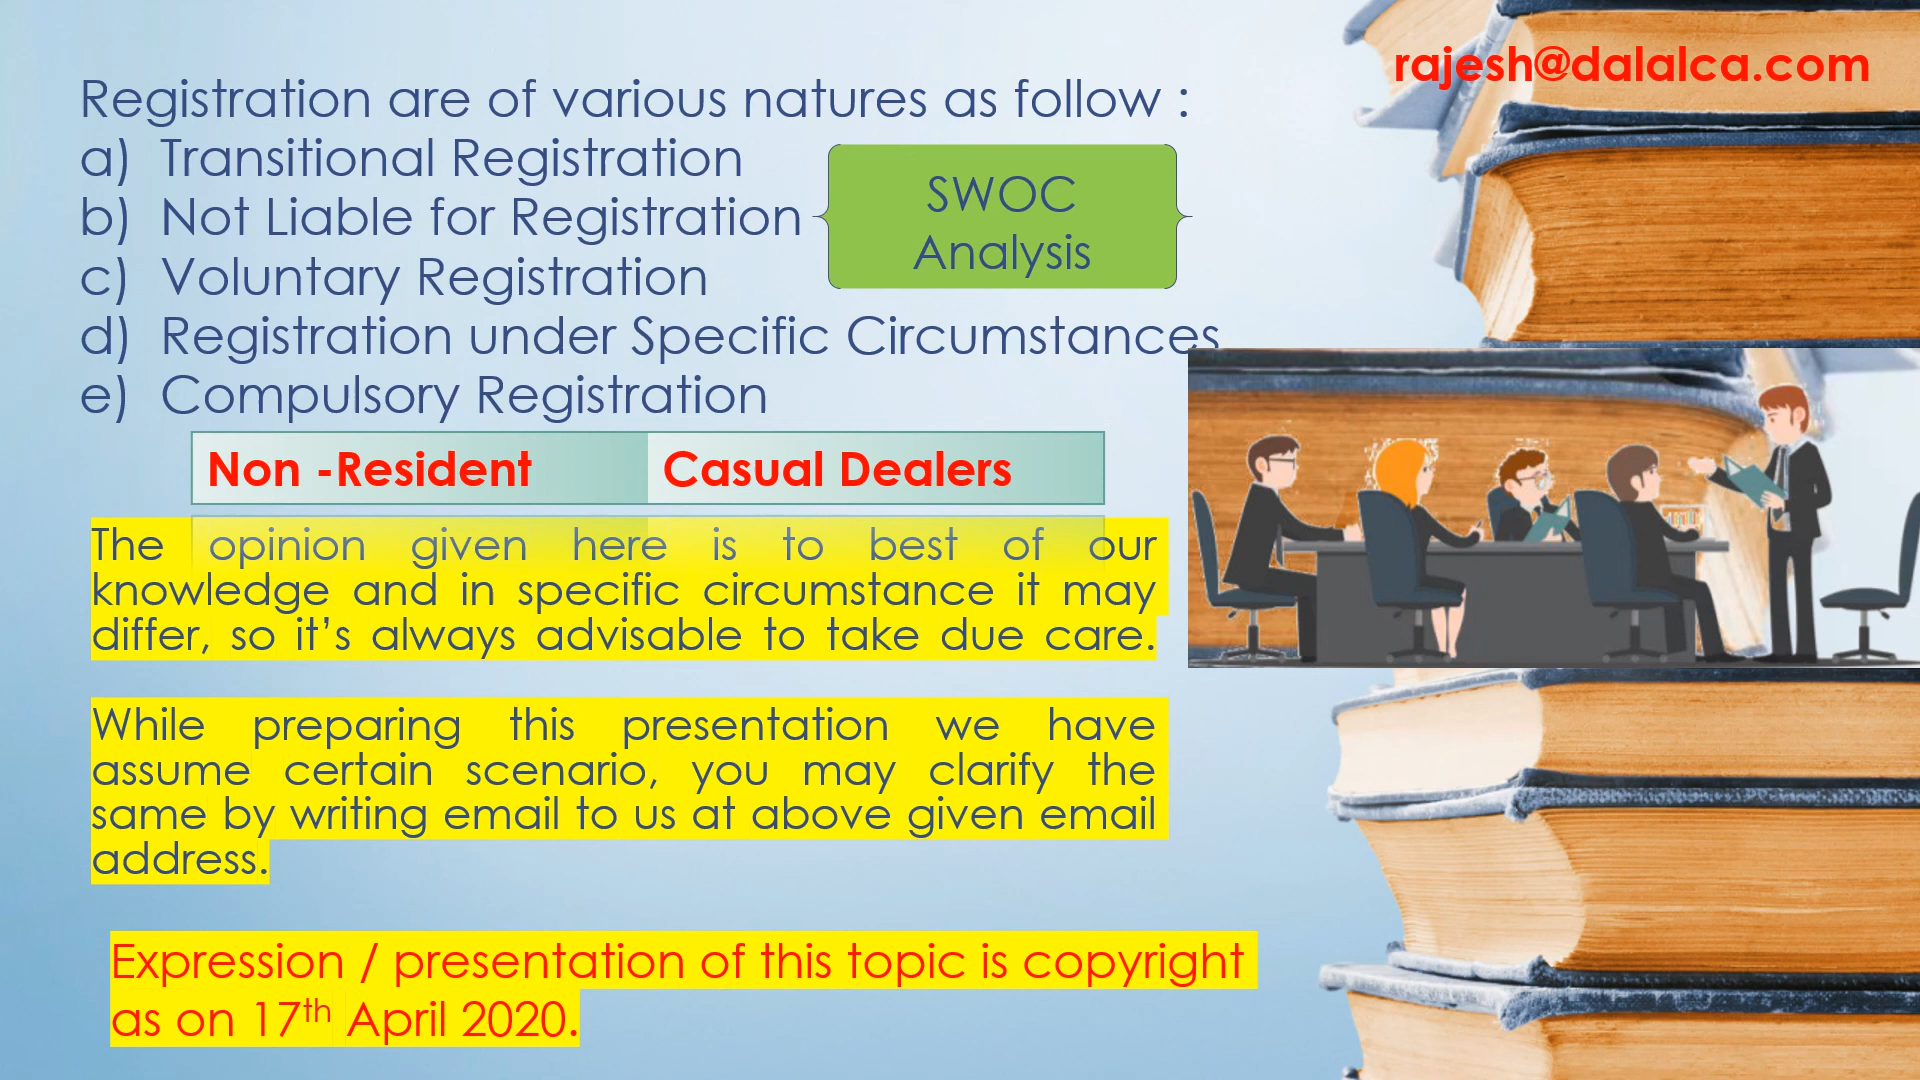 rajesh@dalalca.com
Registration are of various natures as follow :
a) Transitional Registration
b) Not Liable for Registration
c) Voluntary Registration
d) Registration under Specific Circumstances
e) Compulsory Registration
SWOC
Analysis
Non -Resident
Casual Dealers
The opinion given here is to best of our
knowledge and in specific circumstance it may
differ, so it’s always advisable to take due care.
While preparing this presentation we have
assume certain scenario, you may clarify the
same by writing email to us at above given email
address.
Expression / presentation of this topic is copyright
as on 17th April 2020.